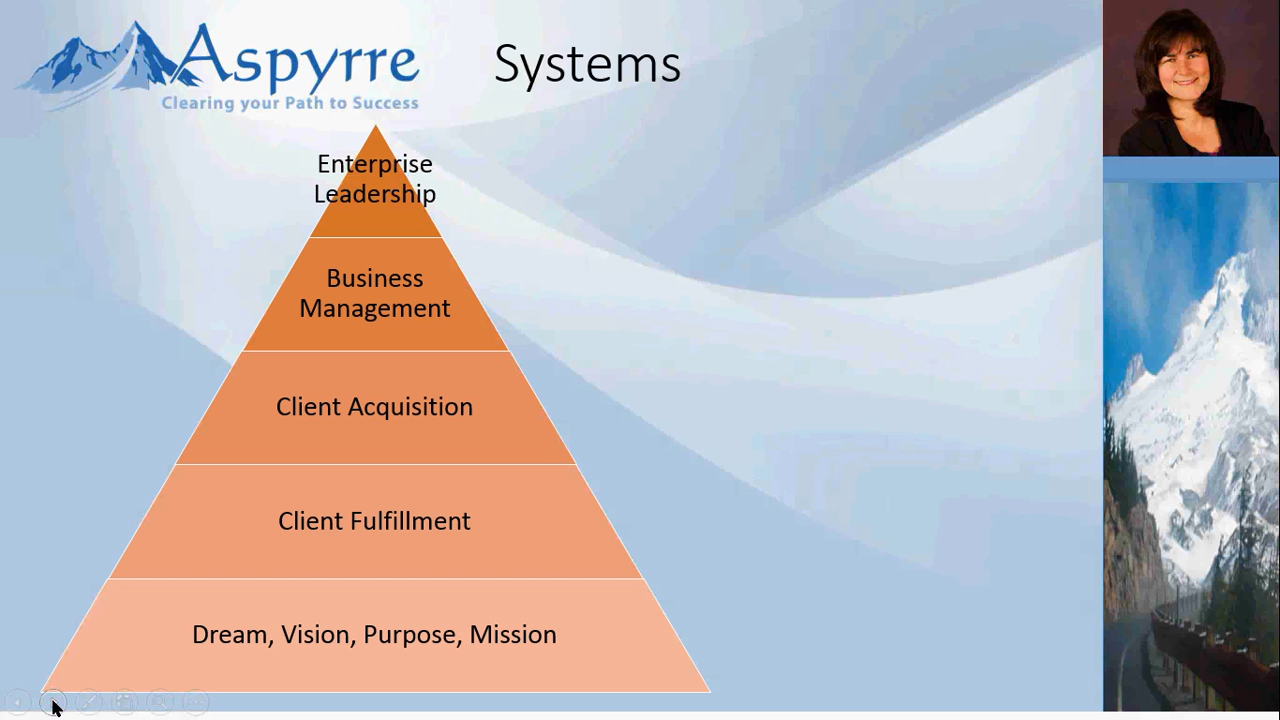 Aspyrre
Clearing your Path to Success
Systems
Enterprise
Leadership
Business
Management
Client Acquisition
Client Fulfillment
Dream, Vision, Purpose, Mission